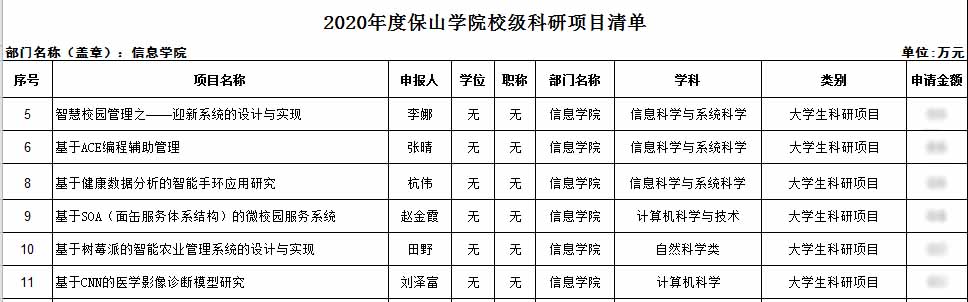 2020年度保山学院校级科研项目清单
部门名称（盖章）：信息学院 单位:万元
序号 项目名称 申报人 学位 职称 部门名称 学科 类别 申请金额
5 智慧校园管理之——迎新系统的设计与实现 李娜 无 无 信息学院 信息科学与系统科学 大学生科研项目
6 基于ACE编程辅助管理 张晴 无 无 信息学院 信息科学与系统科学 大学生科研项目
8 基于健康数据分析的智能手环应用研究 杭伟 无 无 信息学院 信息科学与系统科学 大学生科研项目
9 基于SOA（面缶服务体系结构）的微校园服务系统 赵金霞 无 无 信息学院 计算机科学与技术 大学生科研项目
10 基于树莓派的智能农业管理系统的设计与实现 田野 无 无 信息学院 自然科学类 大学生科研项目
11 基于CNN的医学影像诊断模型研究 刘泽富 无 无 信息学院 计算机科学 大学生科研项目